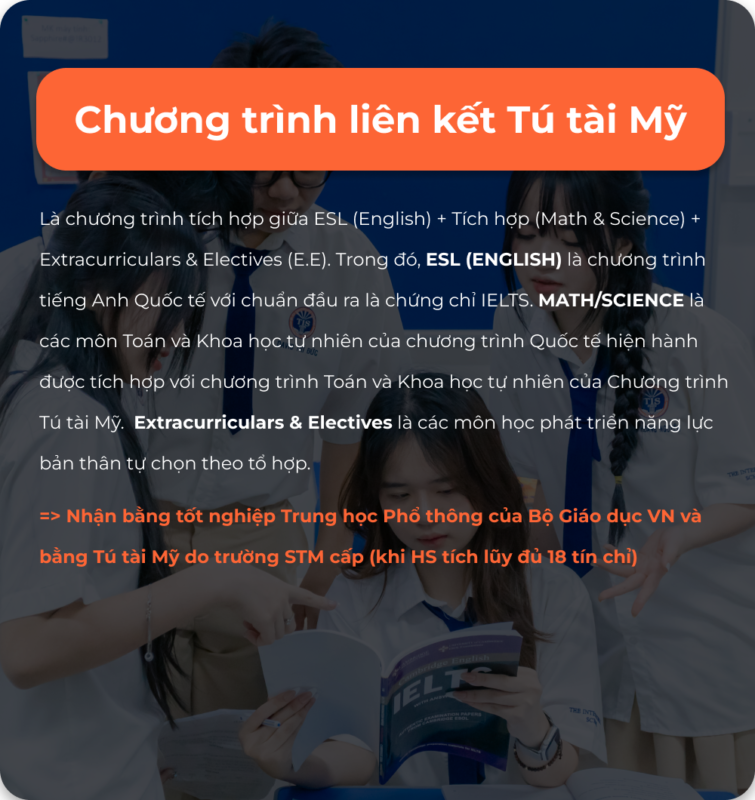 Chương trình liên kết Tú tài Mỹ
Là chương trình tích hợp giữa ESL (English) + Tích hợp (Math & Science) +
Extracurriculars & Electives (E.E). Trong đó, ESL (ENGLISH) là chương trình
tiếng Anh Quốc tế với chuẩn đầu ra là chứng chỉ IELTS. MATH/SCIENCE là
các môn Toán và Khoa học tự nhiên của chương trình Quốc tế hiện hành
được tích hợp với chương trình Toán và Khoa học tự nhiên của Chương trình
Tú tài Mỹ. Extracurriculars & Electives là các môn học phát triển năng lực
bản thân tự chọn theo tổ hợp.
=> Nhận bằng tốt nghiệp Trung học Phổ thông của Bộ Giáo dục VN và
bằng Tú tài Mỹ do trường STM cấp (khi HS tích lũy đủ 18 tín chỉ)
English
IELTS